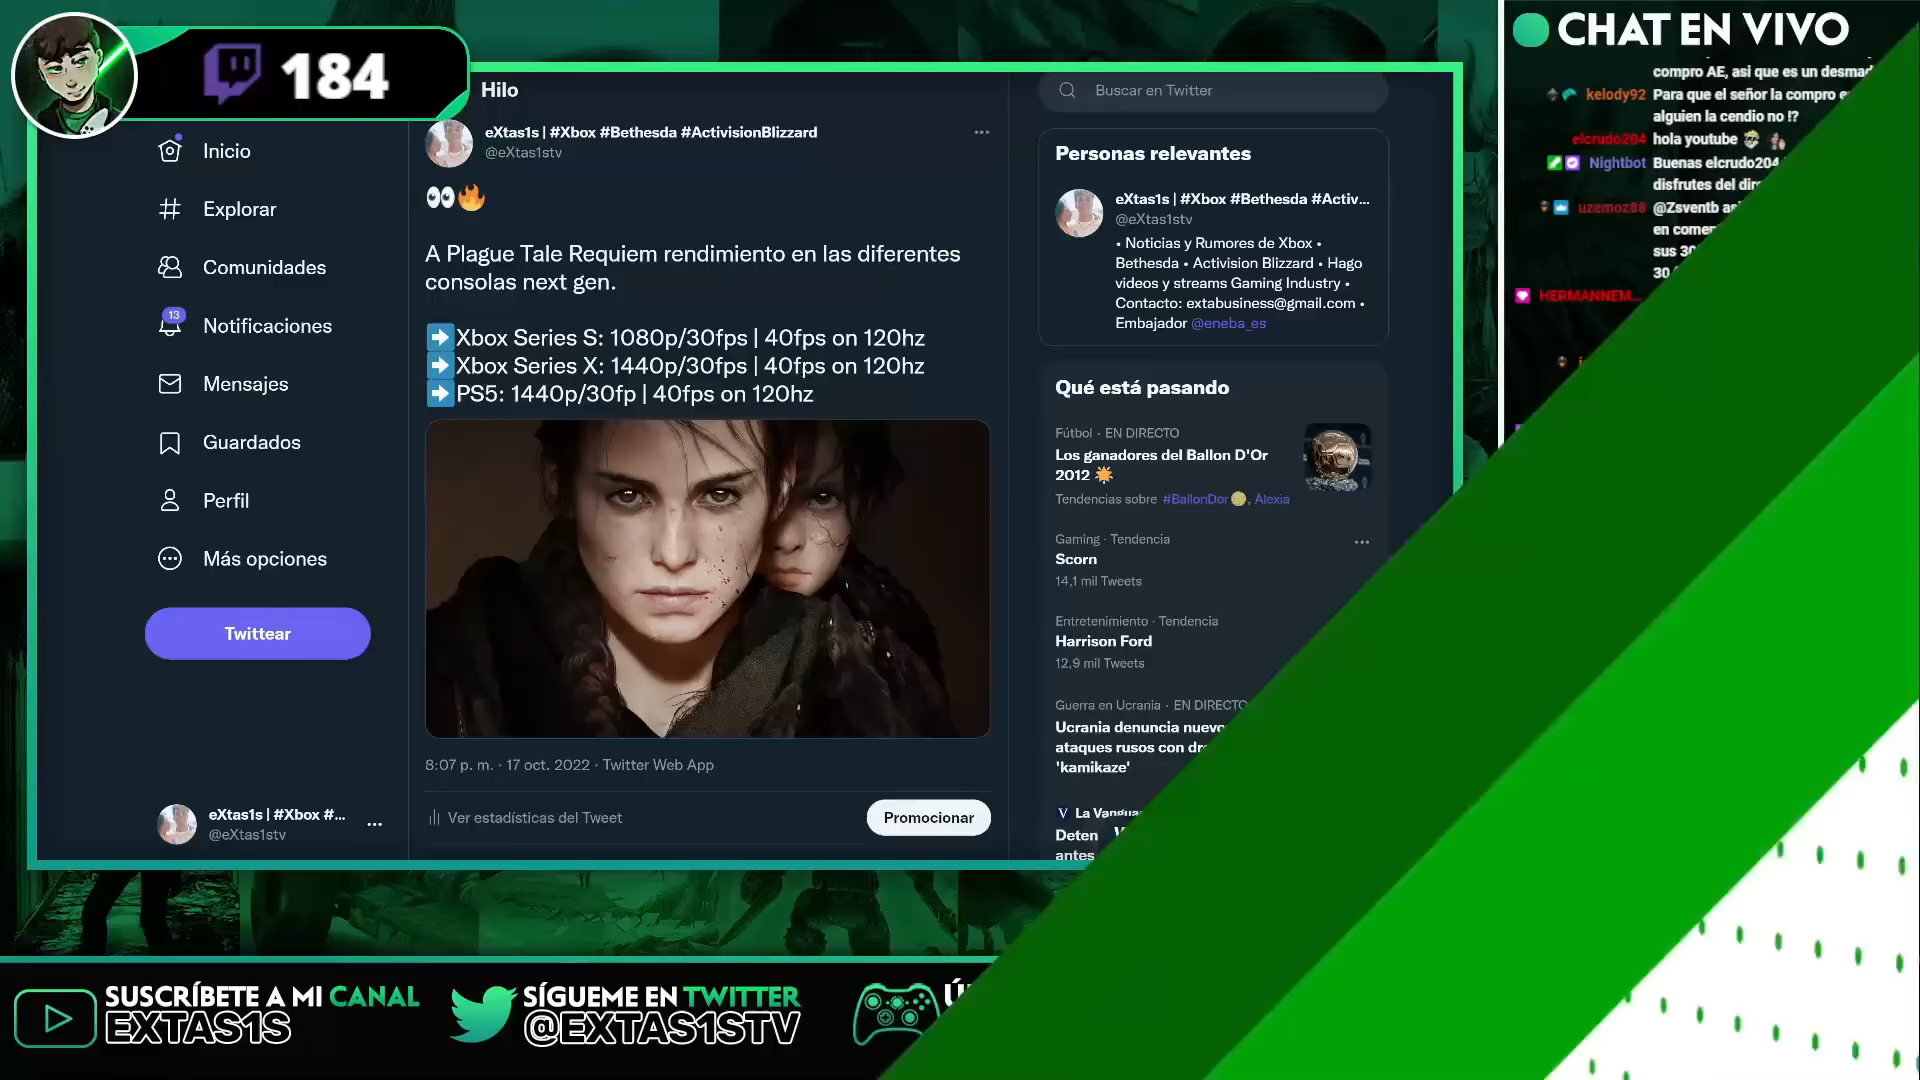 184
Hilo
eXtas1s | #Xbox #Bethesda #ActivisionBlizzard
@eXtas1stv
A Plague Tale Requiem rendimiento en las diferentes
consolas next gen.
Xbox Series S: 1080p/30fps | 40fps on 120hz
Xbox Series X: 1440p/30fps | 40fps on 120hz
PS5: 1440p/30fp | 40fps on 120hz
8:07 p. m. · 17 oct. 2022 · Twitter Web App
Ver estadísticas del Tweet
Promocionar
Inicio
Explorar
Comunidades
13
Notificaciones
Mensajes
Guardados
Perfil
Más opciones
Twittear
eXtas1s | #Xbox #...
@eXtas1stv
Buscar en Twitter
Personas relevantes
eXtas1s | #Xbox #Bethesda #Activ...
@eXtas1stv
• Noticias y Rumores de Xbox •
Bethesda • Activision Blizzard • Hago
videos y streams Gaming Industry •
Contacto: extabusiness@gmail.com •
Embajador @eneba_es
Qué está pasando
Fútbol · EN DIRECTO
Los ganadores del Ballon D'Or
2012
Tendencias sobre #BallonDor, Alexia
Gaming · Tendencia
Scorn
14,1 mil Tweets
Entretenimiento · Tendencia
Harrison Ford
12,9 mil Tweets
Guerra en Ucrania · EN DIRECTO
Ucrania denuncia nuevo
ataques rusos con
'kamikaze'
La
Deten
antes
CHAT EN VIVO
compro AE, asi que es un
kelody92 Para que el señor la compro
alguien la cendio no !?
elcrudo204 hola youtube
Nightbot Buenas elcrudo204
disfrutes del
uzemoz88 @Zsventb
en
sus
30
HERMANNEM...
SUSCRÍBETE A MI CANAL
EXTAS1S
SÍGUEME EN TWITTER
@EXTAS1STV